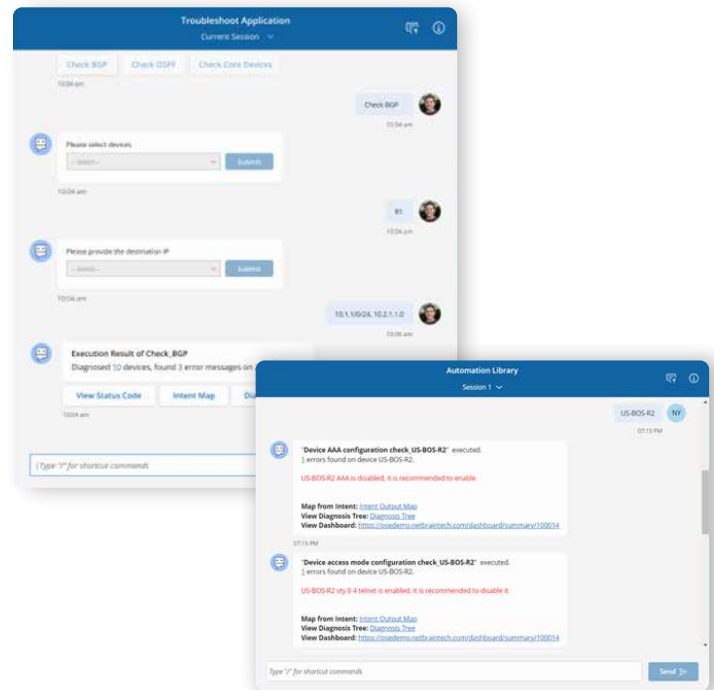 Troubleshoot Application
Current Session
Check BGP Check OSPF Check Core Devices
10:04 am
Check BGP
10:04 am
Please select devices
-- Select -- Submit
10:04 am
R1
10:04 am
Please provide the destination IP
-- Select -- Submit
10:04 am
10.1.1/0/24, 10.2.1.1.0
10:06 am
Execution Result of Check_BGP
Diagnosed 10 devices, found 3 error messages on
View Status Code Intent Map
10:04 am
Type "/" for shortcut commands
Automation Library
Session 1
US-BOS-R2 NY
07:15 PM
"Device AAA configuration check_US-BOS-R2" executed.
1 errors found on device US-BOS-R2.
US-BOS-R2 AAA is disabled, it is recommended to enable
Map from Intent: Intent Output Map
View Diagnosis Tree: Diagnosis Tree
View Dashboard: https://psedemo.netbraintech.com/dashboard/summary/100014
07:15 PM
"Device access mode configuration check_US-BOS-R2" executed.
1 errors found on device US-BOS-R2.
US-BOS-R2 vty 0 4 telnet is enabled, it is recommended to disable it
Map from Intent: Intent Output Map
View Diagnosis Tree: Diagnosis Tree
View Dashboard: https://psedemo.netbraintech.com/dashboard/summary/100014
Type "/" for shortcut commands Send